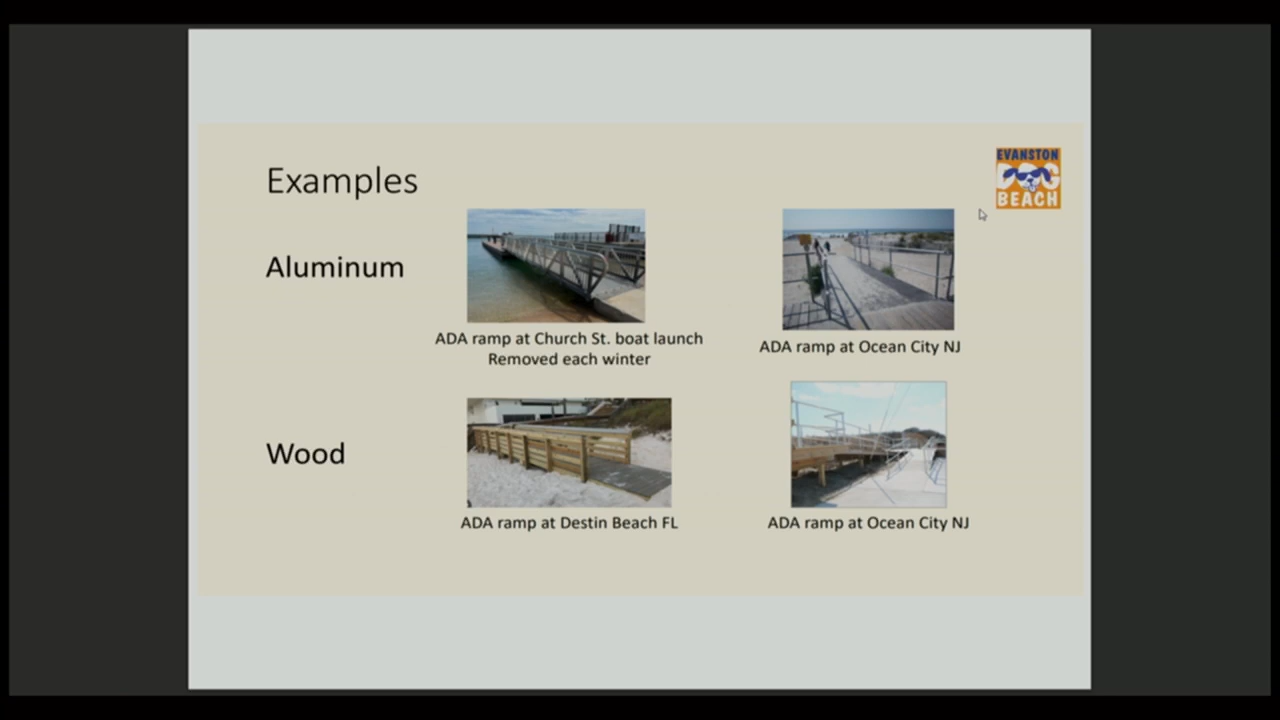 Examples
EVANSTON
DOG
BEACH
Aluminum
ADA ramp at Church St. boat launch
Removed each winter
ADA ramp at Ocean City NJ
Wood
ADA ramp at Destin Beach FL
ADA ramp at Ocean City NJ